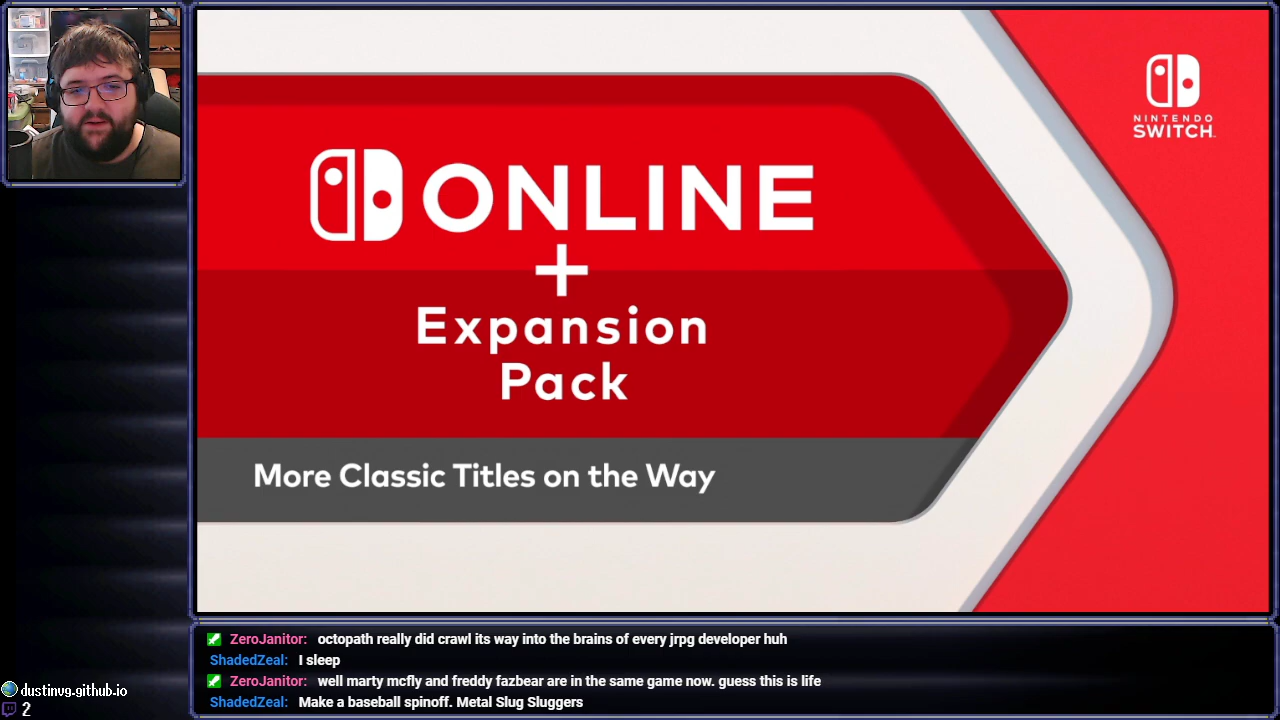 NINTENDO
SWITCH
ONLINE
+
Expansion
Pack
More Classic Titles on the Way
ZeroJanitor: octopath really did crawl its way into the brains of every jrpg developer huh
ShadedZeal: I sleep
ZeroJanitor: well marty mcfly and freddy fazbear are in the same game now. guess this is life
ShadedZeal: Make a baseball spinoff. Metal Slug Sluggers
dustinvg.github.io
2